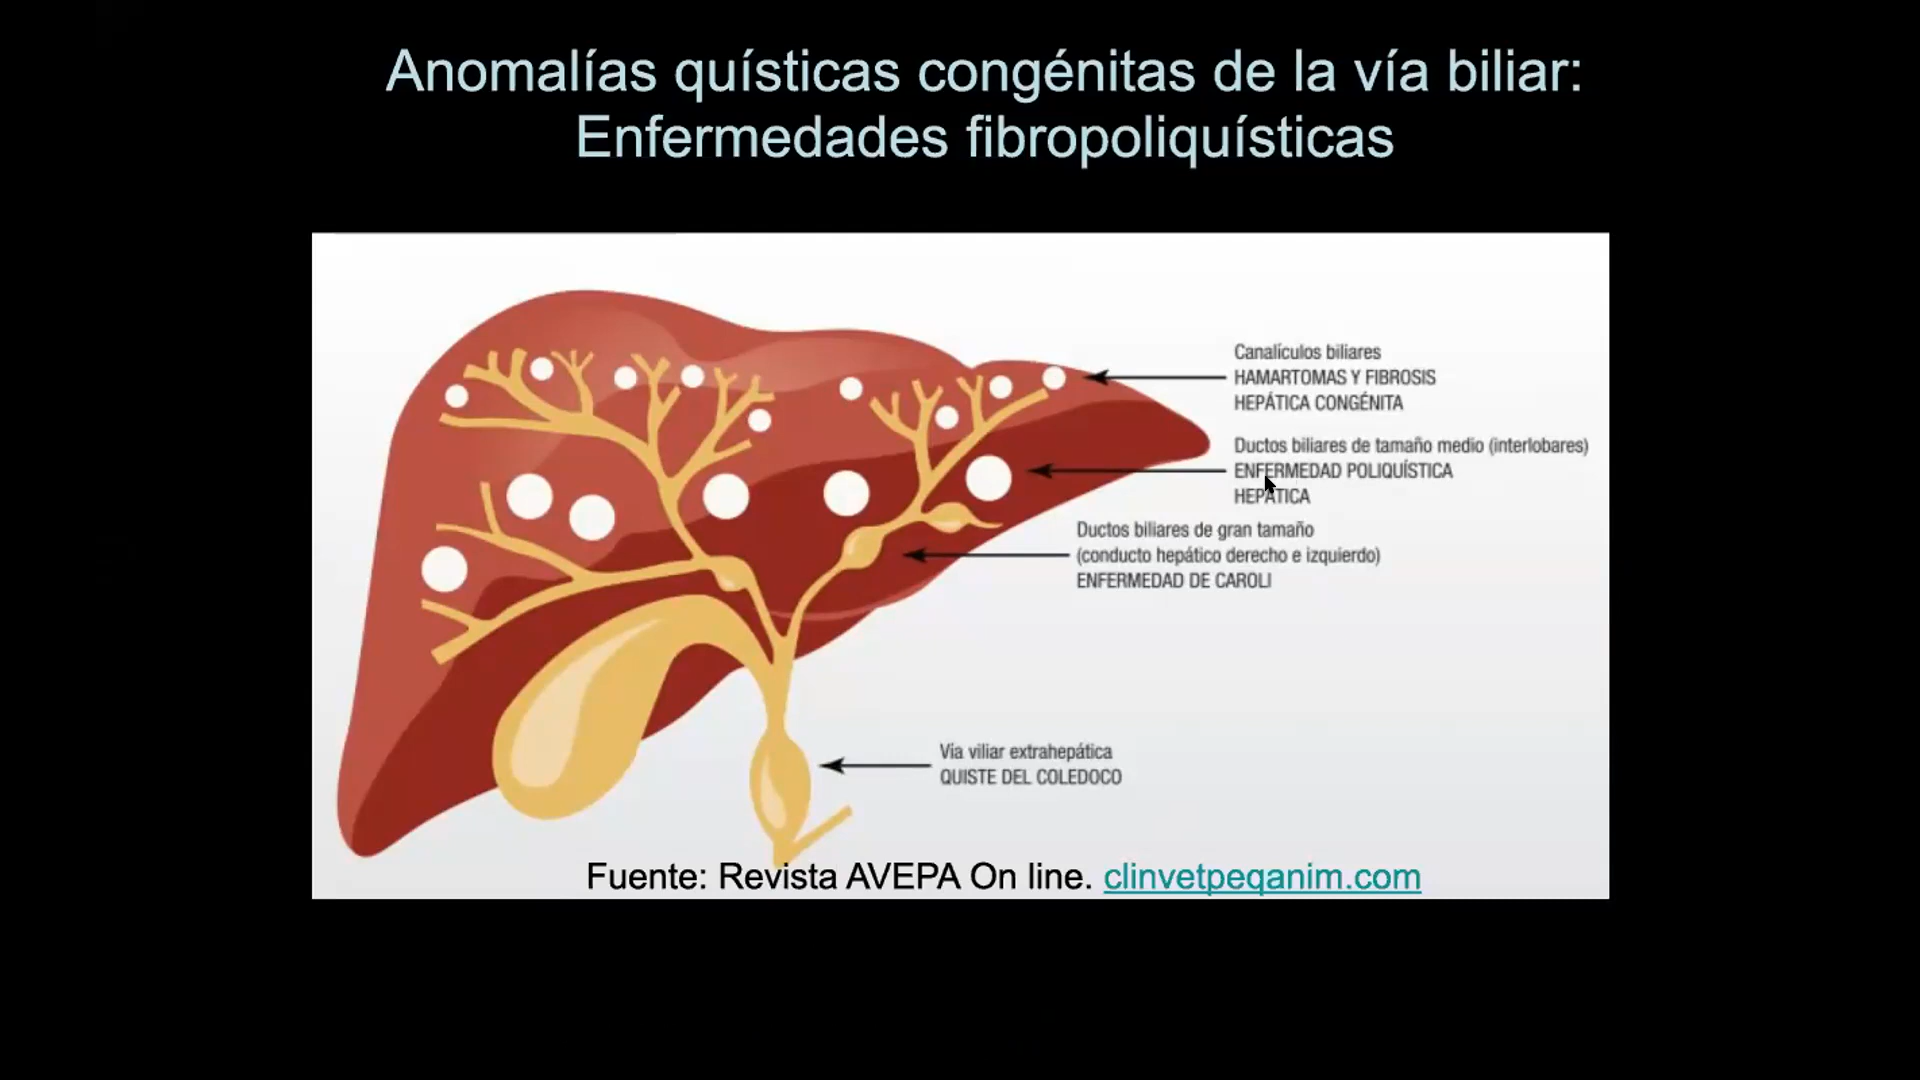 Anomalías quísticas congénitas de la vía biliar:
Enfermedades fibropoliquísticas
Canalículos biliares
HAMARTOMAS Y FIBROSIS
HEPÁTICA CONGÉNITA
Ductos biliares de tamaño medio (interlobares)
ENFERMEDAD POLIQUÍSTICA
HEPÁTICA
Ductos biliares de gran tamaño
(conducto hepático derecho e izquierdo)
ENFERMEDAD DE CAROLI
Vía viliar extrahepática
QUISTE DEL COLEDOCO
Fuente: Revista AVEPA On line. clinvetpeqanim.com